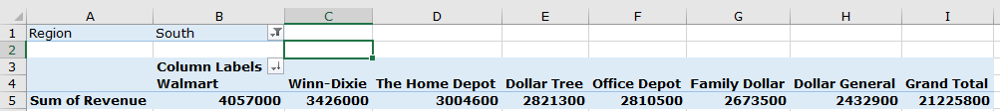 A B C D E F G H I
1 Region South
2
3 Column Labels
4 Walmart Winn-Dixie The Home Depot Dollar Tree Office Depot Family Dollar Dollar General Grand Total
5 Sum of Revenue 4057000 3426000 3004600 2821300 2810500 2673500 2432900 21225800